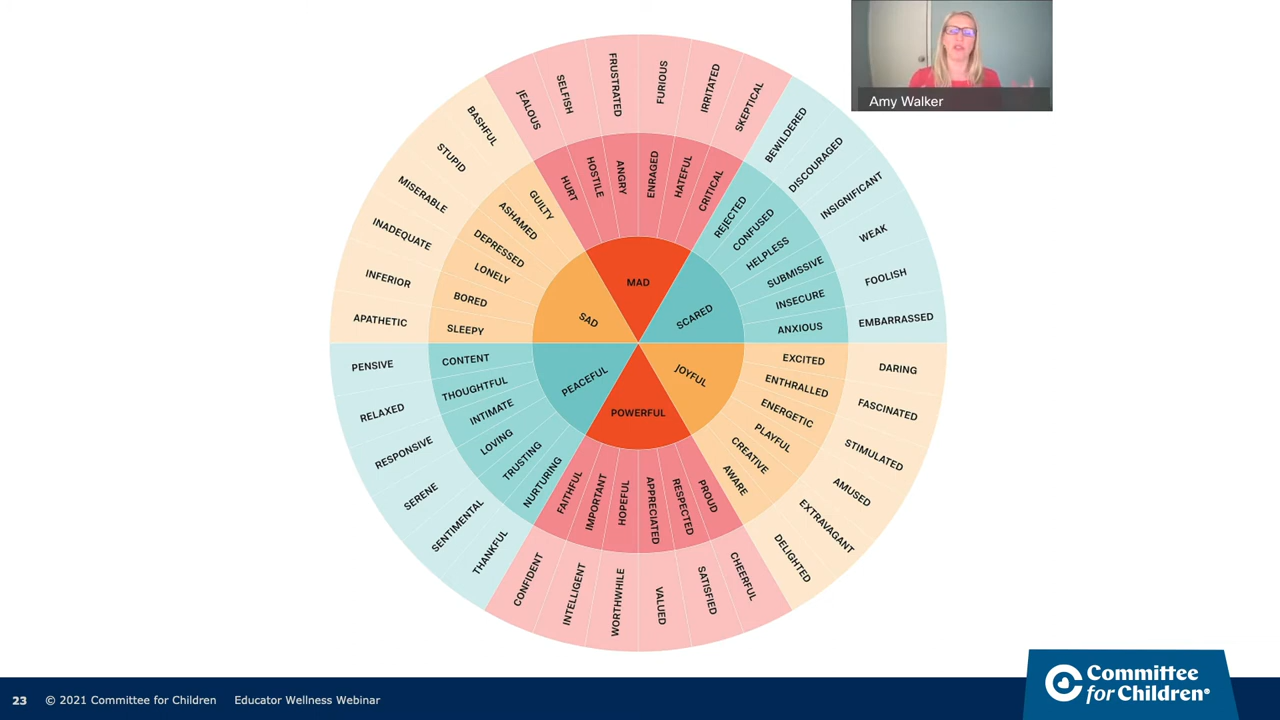 Amy Walker
JEALOUS
SELFISH
FRUSTRATED
FURIOUS
IRRITATED
SKEPTICAL
HURT
HOSTILE
ANGRY
ENRAGED
HATEFUL
CRITICAL
MAD
BEWILDERED
DISCOURAGED
INSIGNIFICANT
WEAK
FOOLISH
EMBARRASSED
REJECTED
CONFUSED
HELPLESS
SUBMISSIVE
INSECURE
ANXIOUS
SCARED
DARING
FASCINATED
STIMULATED
AMUSED
EXTRAVAGANT
DELIGHTED
EXCITED
ENTHRALLED
ENERGETIC
PLAYFUL
CREATIVE
AWARE
JOYFUL
CHEERFUL
SATISFIED
VALUED
WORTHWHILE
INTELLIGENT
CONFIDENT
PROUD
RESPECTED
APPRECIATED
HOPEFUL
IMPORTANT
FAITHFUL
POWERFUL
THANKFUL
SENTIMENTAL
SERENE
RESPONSIVE
RELAXED
PENSIVE
NURTURING
TRUSTING
LOVING
INTIMATE
THOUGHTFUL
CONTENT
PEACEFUL
APATHETIC
INFERIOR
INADEQUATE
MISERABLE
STUPID
BASHFUL
SLEEPY
BORED
LONELY
DEPRESSED
ASHAMED
GUILTY
SAD
23 © 2021 Committee for Children Educator Wellness Webinar
Committee
for Children®